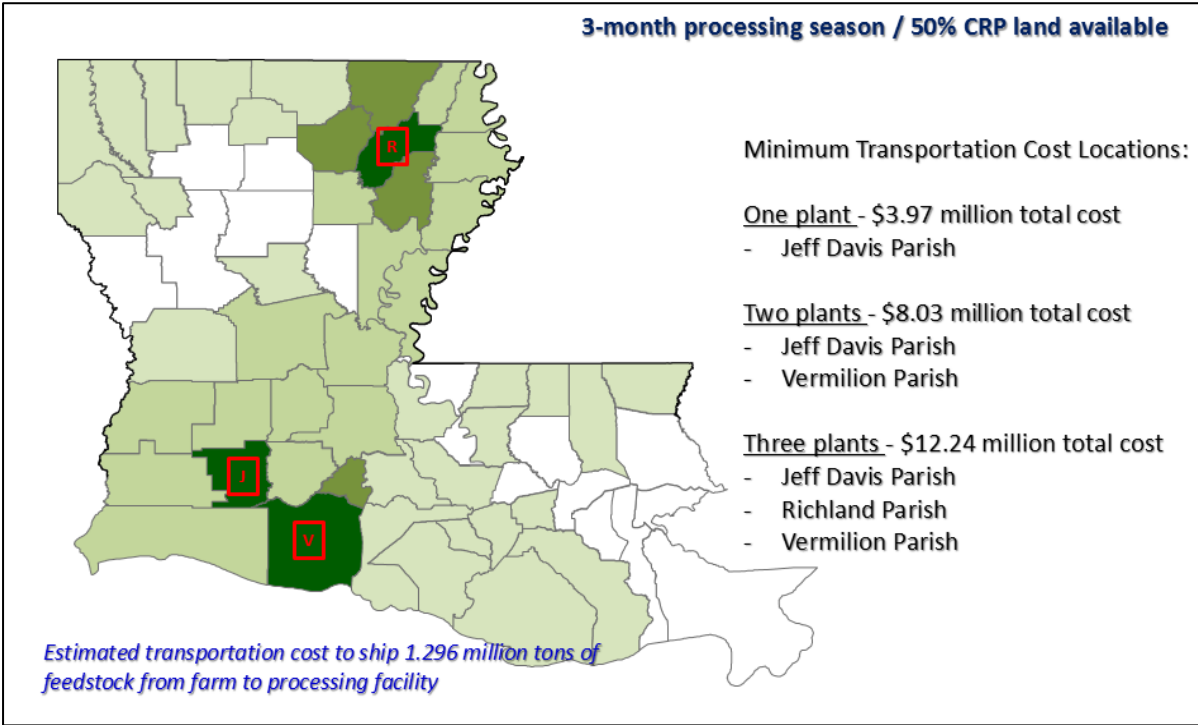 3-month processing season / 50% CRP land available
R
J
V
Minimum Transportation Cost Locations:
One plant - $3.97 million total cost
- Jeff Davis Parish
Two plants - $8.03 million total cost
- Jeff Davis Parish
- Vermilion Parish
Three plants - $12.24 million total cost
- Jeff Davis Parish
- Richland Parish
- Vermilion Parish
Estimated transportation cost to ship 1.296 million tons of
feedstock from farm to processing facility